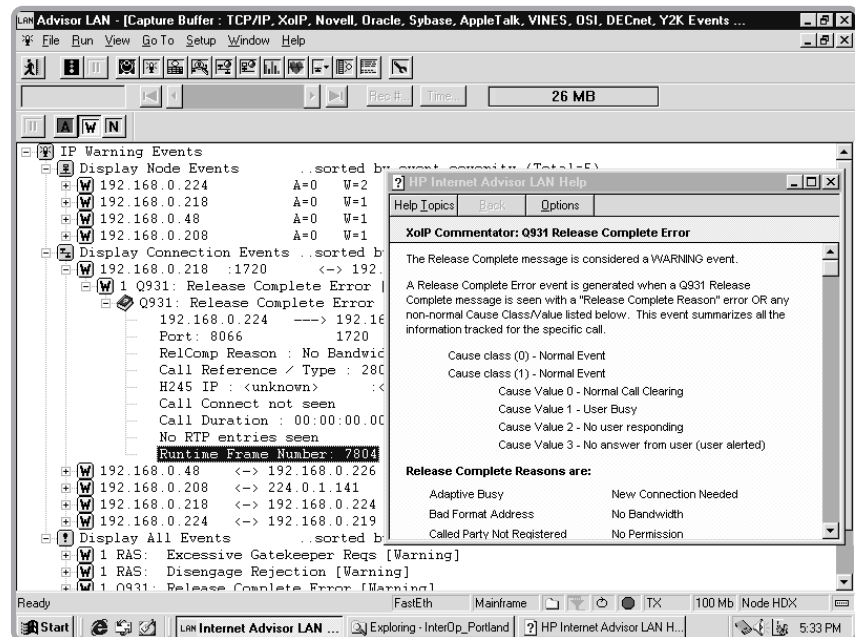 LAN Advisor LAN - [Capture Buffer : TCP/IP, XoIP, Novell, Oracle, Sybase, AppleTalk, VINES, OSI, DECnet, Y2K Events ...
File Run View Go To Setup Window Help
Rec #... Time... 26 MB
A W N
IP Warning Events
Display Node Events ..sorted by event severity (Total=5)
W 192.168.0.224 A=0 W=2
W 192.168.0.218 A=0 W=1
W 192.168.0.48 A=0 W=1
W 192.168.0.208 A=0 W=1
Display Connection Events ..sorted b
W 192.168.0.218 :1720 <-> 192.
W 1 Q931: Release Complete Error
Q931: Release Complete Error
192.168.0.224 ---> 192.16
Port: 8066 1720
RelComp Reason : No Bandwid
Call Reference / Type : 280
H245 IP : <unknown> :<
Call Connect not seen
Call Duration : 00:00:00.00
No RTP entries seen
Runtime Frame Number: 7804
W 192.168.0.48 <-> 192.168.0.226
W 192.168.0.208 <-> 224.0.1.141
W 192.168.0.218 <-> 192.168.0.224
W 192.168.0.224 <-> 192.168.0.219
Display All Events ..sorted b
W 1 RAS: Excessive Gatekeeper Reqs [Warning]
W 1 RAS: Disengage Rejection [Warning]
W 1 Q931: Release Complete Error [Warning]
HP Internet Advisor LAN Help
Help Topics Back Options
XoIP Commentator: Q931 Release Complete Error
The Release Complete message is considered a WARNING event.
A Release Complete Error event is generated when a Q931 Release
Complete message is seen with a "Release Complete Reason" error OR any
non-normal Cause Class/Value listed below. This event summarizes all the
information tracked for the specific call.
Cause class (0) - Normal Event
Cause class (1) - Normal Event
Cause Value 0 - Normal Call Clearing
Cause Value 1 - User Busy
Cause Value 2 - No user responding
Cause Value 3 - No answer from user (user alerted)
Release Complete Reasons are:
Adaptive Busy New Connection Needed
Bad Format Address No Bandwidth
Called Party Not Registered No Permission
Ready FastEth Mainframe TX 100 Mb Node HDX
Start LAN Internet Advisor LAN ... Exploring - InterOp_Portland HP Internet Advisor LAN H... 5:33 PM